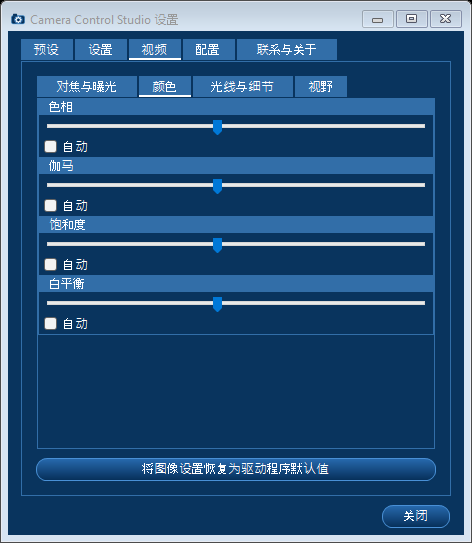 Camera Control Studio 设置
预设 设置 视频 配置 联系与关于
对焦与曝光 颜色 光线与细节 视野
色相
自动
伽马
自动
饱和度
自动
白平衡
自动
将图像设置恢复为驱动程序默认值
关闭